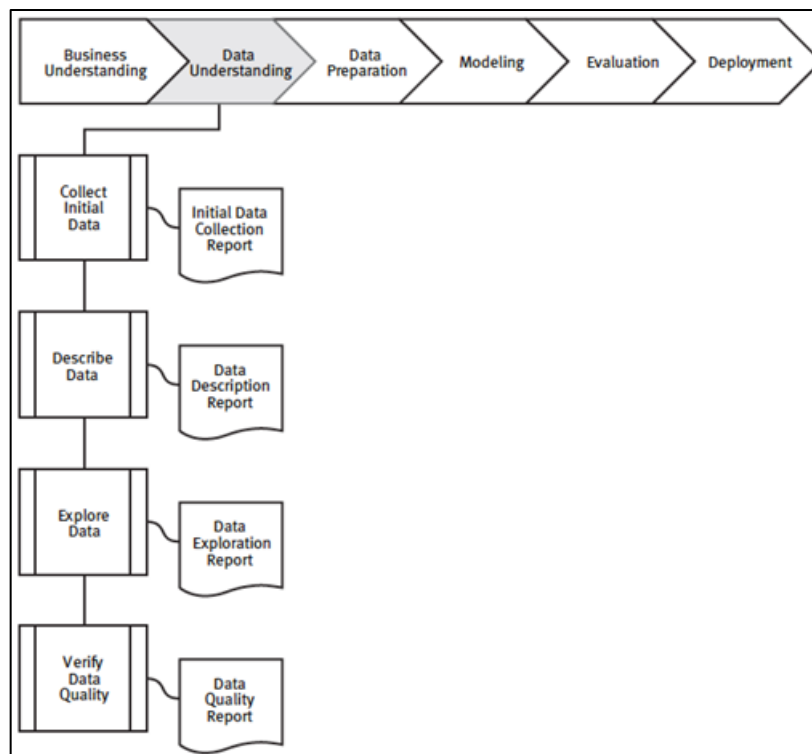 Business
Understanding
Data
Understanding
Data
Preparation
Modeling
Evaluation
Deployment
Collect
Initial
Data
Initial Data
Collection
Report
Describe
Data
Data
Description
Report
Explore
Data
Data
Exploration
Report
Verify
Data
Quality
Data
Quality
Report